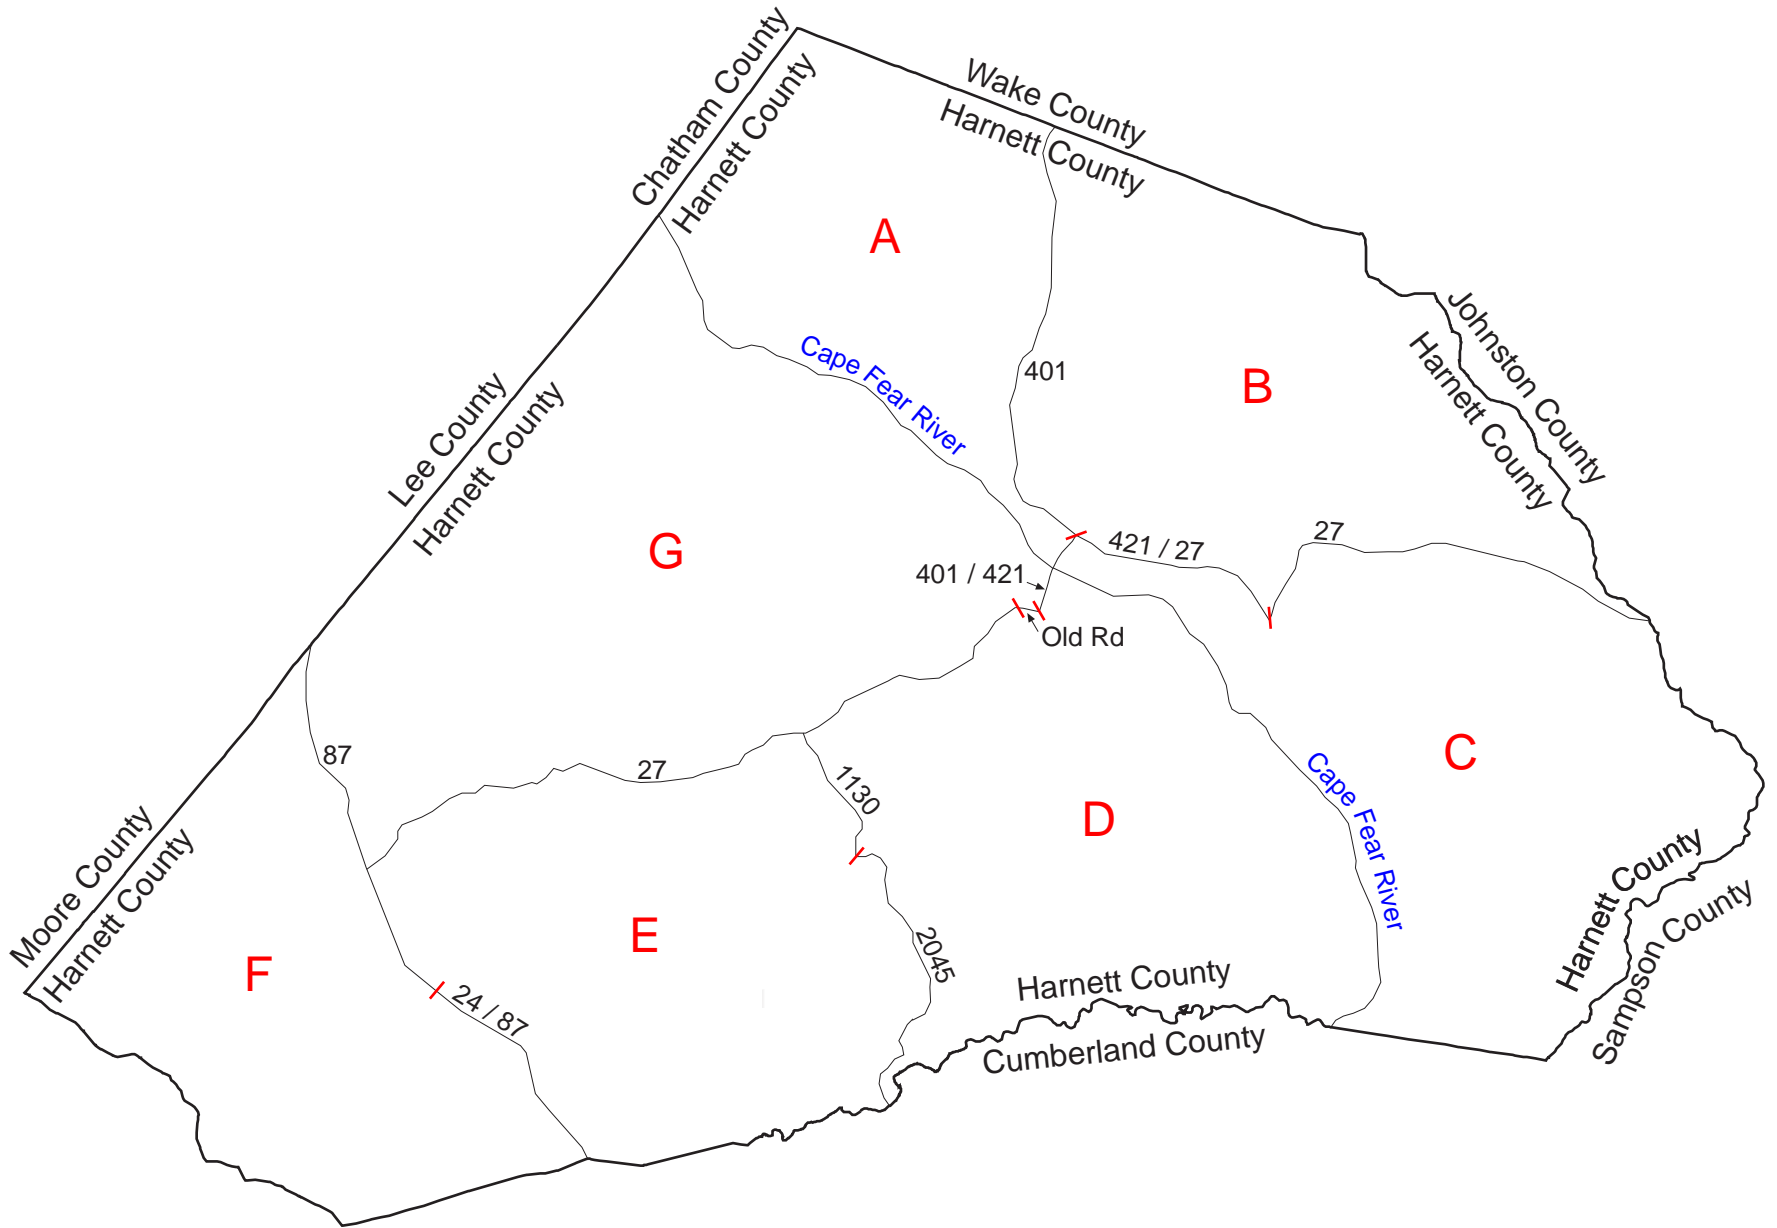 Chatham County
Harnett County
Wake County
Harnett County
A
401
B
Johnston County
Harnett County
Cape Fear River
Lee County
Harnett County
G
421 / 27
27
401 / 421
Old Rd
87
27
1130
C
Cape Fear River
D
Moore County
Harnett County
F
E
24 / 87
2045
Harnett County
Cumberland County
Harnett County
Sampson County